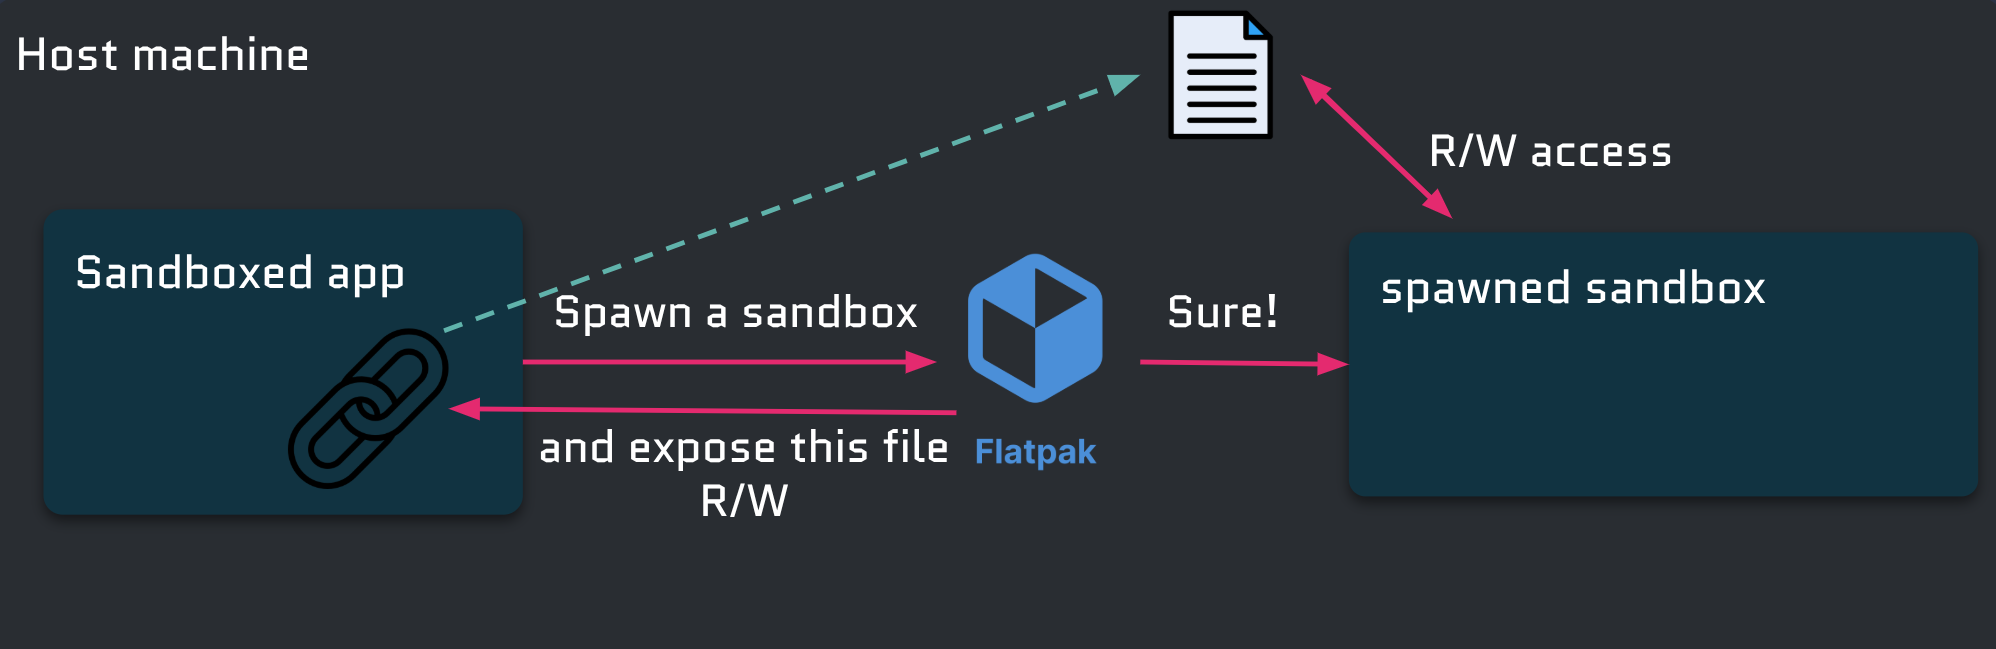 Host machine
R/W access
Sandboxed app
spawned sandbox
Spawn a sandbox
Sure!
and expose this file
R/W
Flatpak